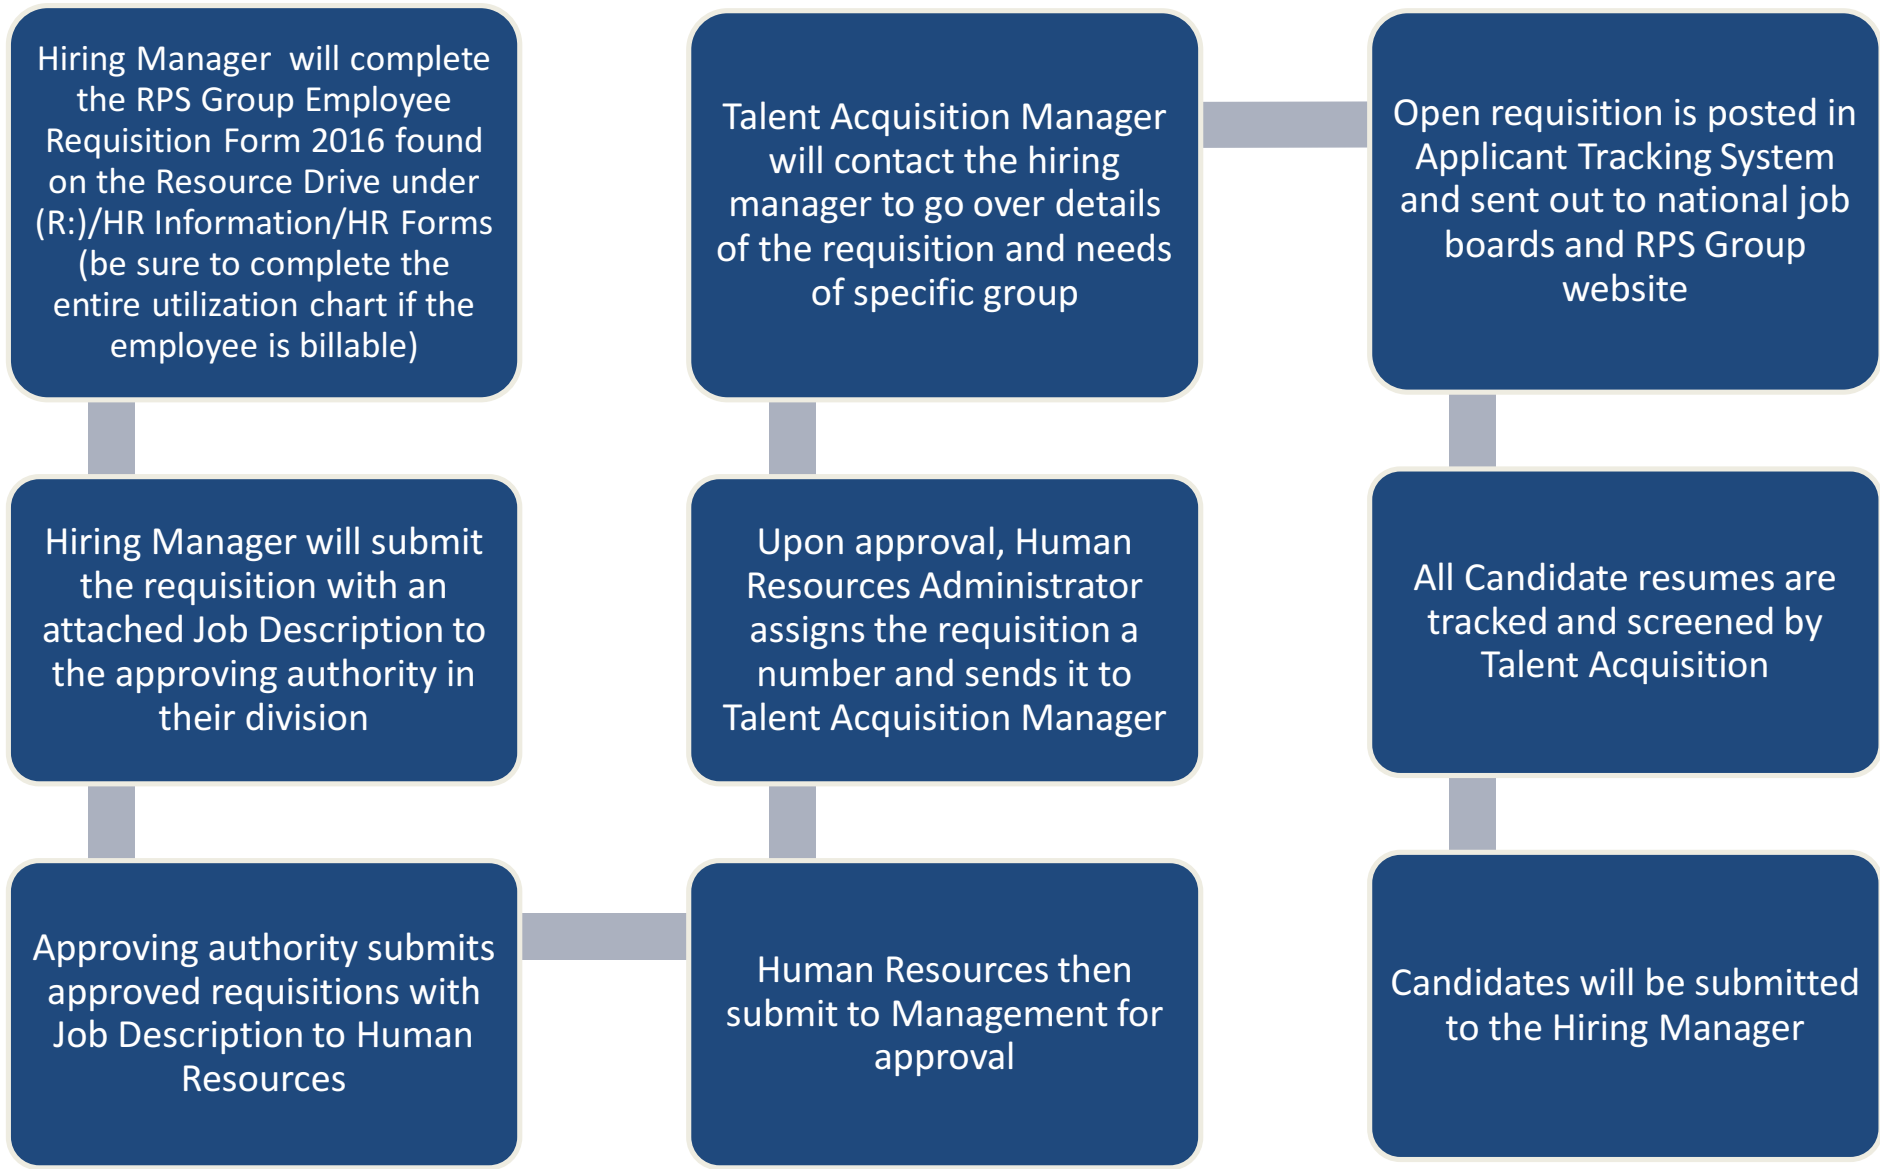 Hiring Manager will complete
the RPS Group Employee
Requisition Form 2016 found
on the Resource Drive under
(R:)/HR Information/HR Forms
(be sure to complete the
entire utilization chart if the
employee is billable)
Hiring Manager will submit
the requisition with an
attached Job Description to
the approving authority in
their division
Approving authority submits
approved requisitions with
Job Description to Human
Resources
Human Resources then
submit to Management for
approval
Upon approval, Human
Resources Administrator
assigns the requisition a
number and sends it to
Talent Acquisition Manager
Talent Acquisition Manager
will contact the hiring
manager to go over details
of the requisition and needs
of specific group
Open requisition is posted in
Applicant Tracking System
and sent out to national job
boards and RPS Group
website
All Candidate resumes are
tracked and screened by
Talent Acquisition
Candidates will be submitted
to the Hiring Manager